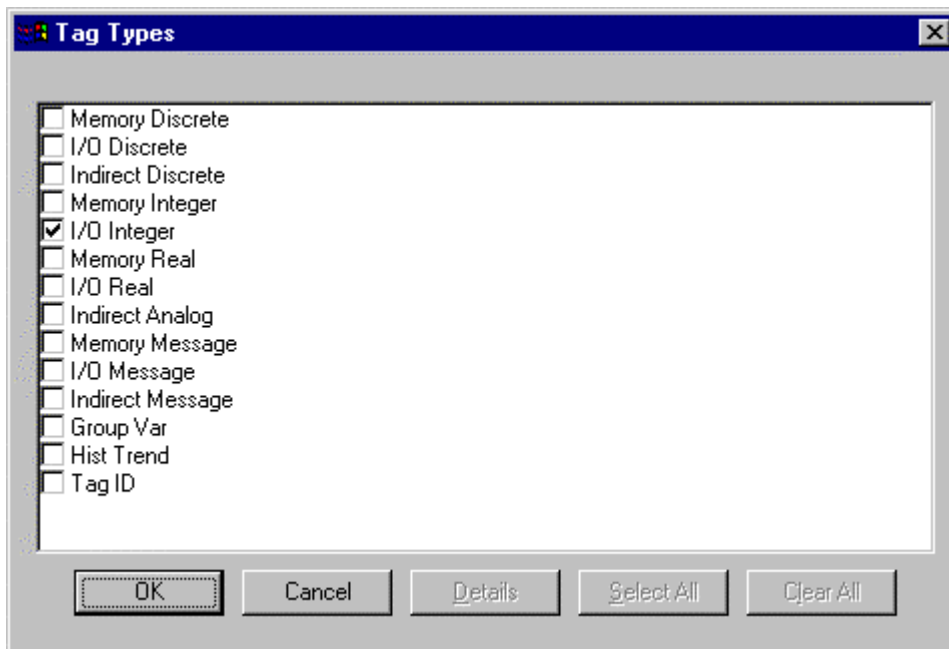 Tag Types
Memory Discrete
I/O Discrete
Indirect Discrete
Memory Integer
I/O Integer
Memory Real
I/O Real
Indirect Analog
Memory Message
I/O Message
Indirect Message
Group Var
Hist Trend
Tag ID
OK Cancel Details Select All Clear All